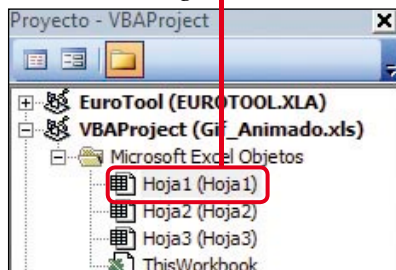 Proyecto - VBAProject
EuroTool (EUROTOOL.XLA)
VBAProject (Gif_Animado.xls)
Microsoft Excel Objetos
Hoja1 (Hoja1)
Hoja2 (Hoja2)
Hoja3 (Hoja3)
ThisWorkbook